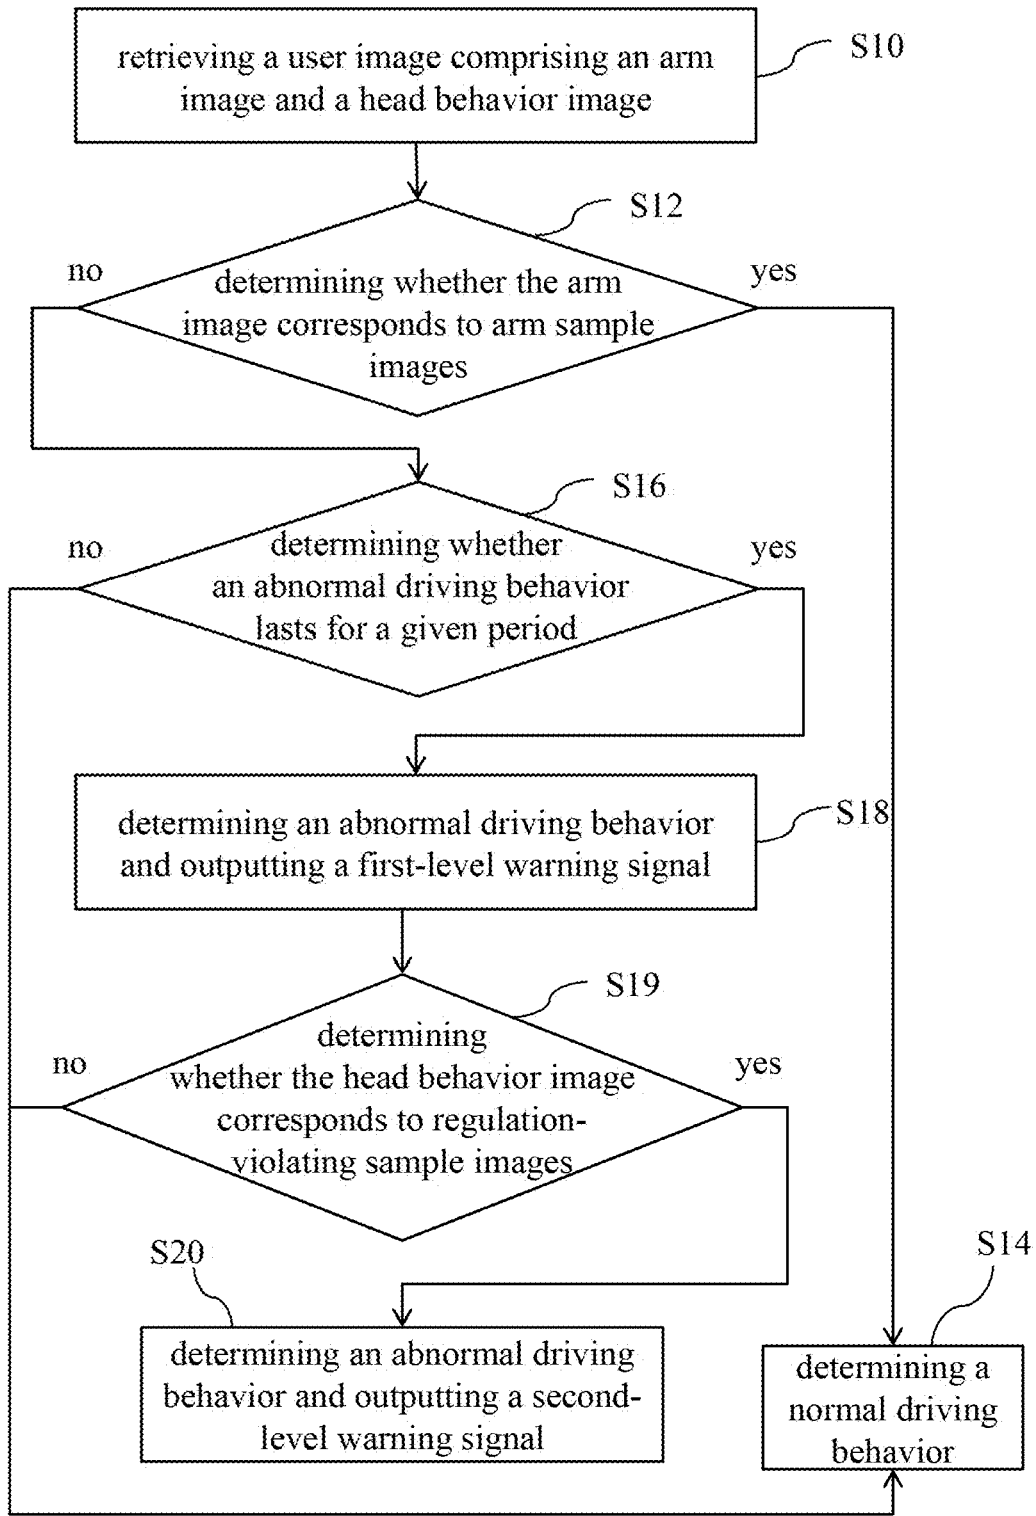 retrieving a user image comprising an arm
image and a head behavior image
S10
S12
no
yes
determining whether the arm
image corresponds to arm sample
images
S16
no
yes
determining whether
an abnormal driving behavior
lasts for a given period
S18
determining an abnormal driving behavior
and outputting a first-level warning signal
S19
no
yes
determining
whether the head behavior image
corresponds to regulation-
violating sample images
S20
S14
determining an abnormal driving
behavior and outputting a second-
level warning signal
determining a
normal driving
behavior